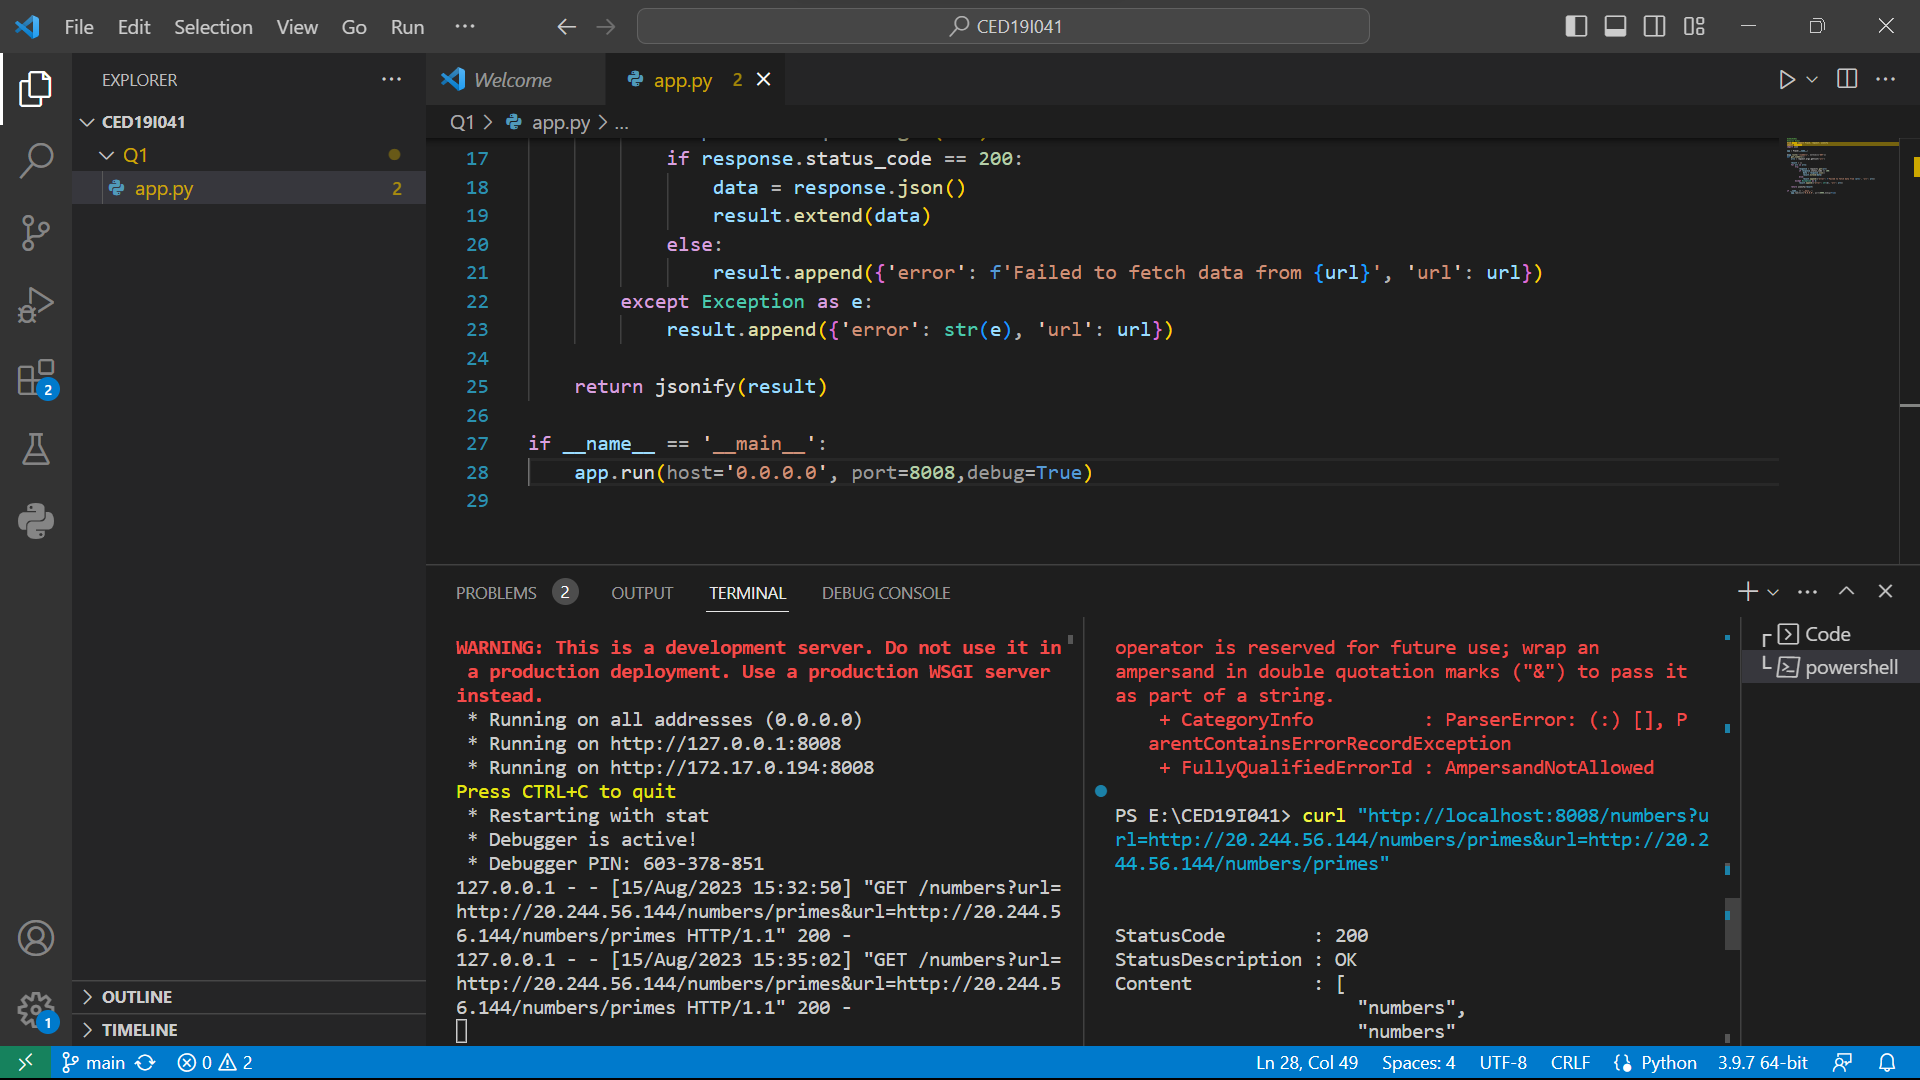 File Edit Selection View Go Run ···
CED19I041
EXPLORER ···
CED19I041
Q1
app.py 2
2
1
OUTLINE
TIMELINE
Welcome
app.py 2
Q1 > app.py > ...
17 if response.status_code == 200:
18 data = response.json()
19 result.extend(data)
20 else:
21 result.append({'error': f'Failed to fetch data from {url}', 'url': url})
22 except Exception as e:
23 result.append({'error': str(e), 'url': url})
24
25 return jsonify(result)
26
27 if __name__ == '__main__':
28 app.run(host='0.0.0.0', port=8008,debug=True)
29
PROBLEMS 2 OUTPUT TERMINAL DEBUG CONSOLE
WARNING: This is a development server. Do not use it in
a production deployment. Use a production WSGI server
instead.
* Running on all addresses (0.0.0.0)
* Running on http://127.0.0.1:8008
* Running on http://172.17.0.194:8008
Press CTRL+C to quit
* Restarting with stat
* Debugger is active!
* Debugger PIN: 603-378-851
127.0.0.1 - - [15/Aug/2023 15:32:50] "GET /numbers?url=
http://20.244.56.144/numbers/primes&url=http://20.244.5
6.144/numbers/primes HTTP/1.1" 200 -
127.0.0.1 - - [15/Aug/2023 15:35:02] "GET /numbers?url=
http://20.244.56.144/numbers/primes&url=http://20.244.5
6.144/numbers/primes HTTP/1.1" 200 -
operator is reserved for future use; wrap an
ampersand in double quotation marks ("&") to pass it
as part of a string.
+ CategoryInfo : ParserError: (:) [], P
arentContainsErrorRecordException
+ FullyQualifiedErrorId : AmpersandNotAllowed
PS E:\CED19I041> curl "http://localhost:8008/numbers?u
rl=http://20.244.56.144/numbers/primes&url=http://20.2
44.56.144/numbers/primes"
StatusCode : 200
StatusDescription : OK
Content : [
"numbers",
"numbers"
Code
powershell
main 0 2
Ln 28, Col 49 Spaces: 4 UTF-8 CRLF Python 3.9.7 64-bit